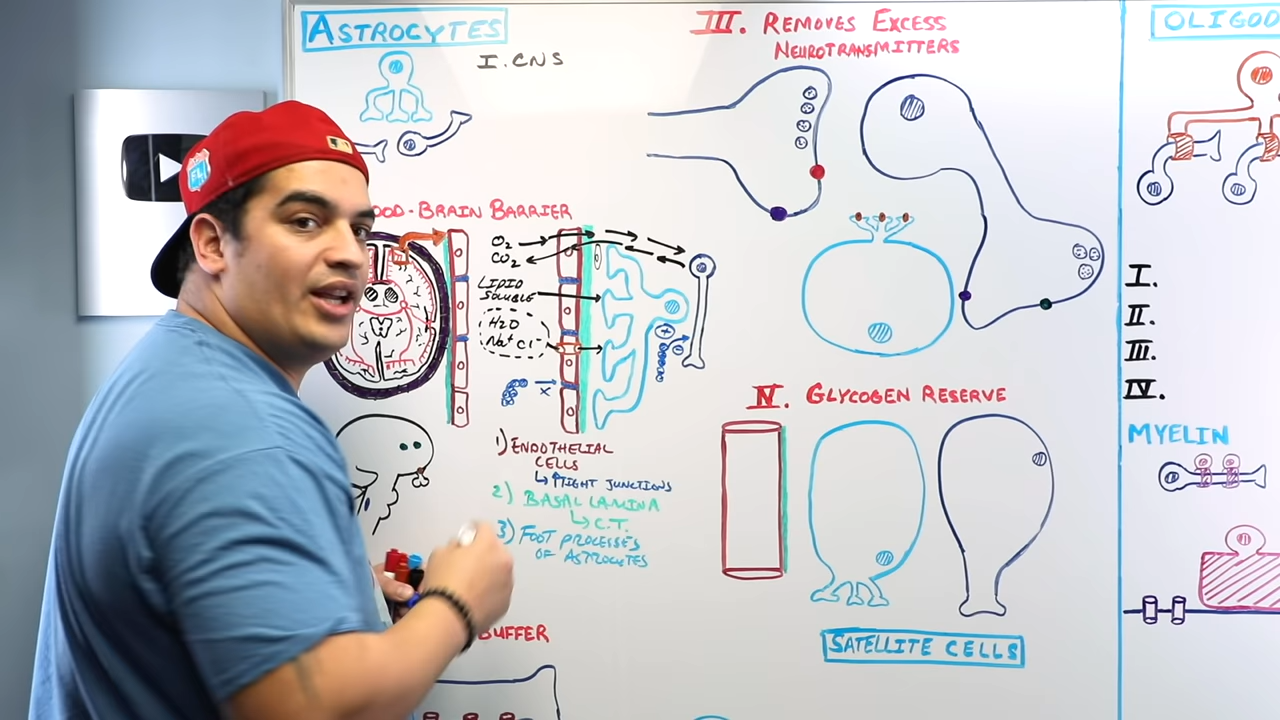 ASTROCYTES
I. CNS
OOD-BRAIN BARRIER
O2
CO2
LIPID
SOLUBLE
H2O
Na+ Cl-
+
-
X
1) ENDOTHELIAL
CELLS
↳ TIGHT JUNCTIONS
2) BASAL LAMINA
↳ C.T.
3) FOOT PROCESSES
OF ASTROCYTES
BUFFER
III. REMOVES EXCESS
NEUROTRANSMITTERS
IV. GLYCOGEN RESERVE
SATELLITE CELLS
OLIGOD
I.
II.
III.
IV.
MYELIN